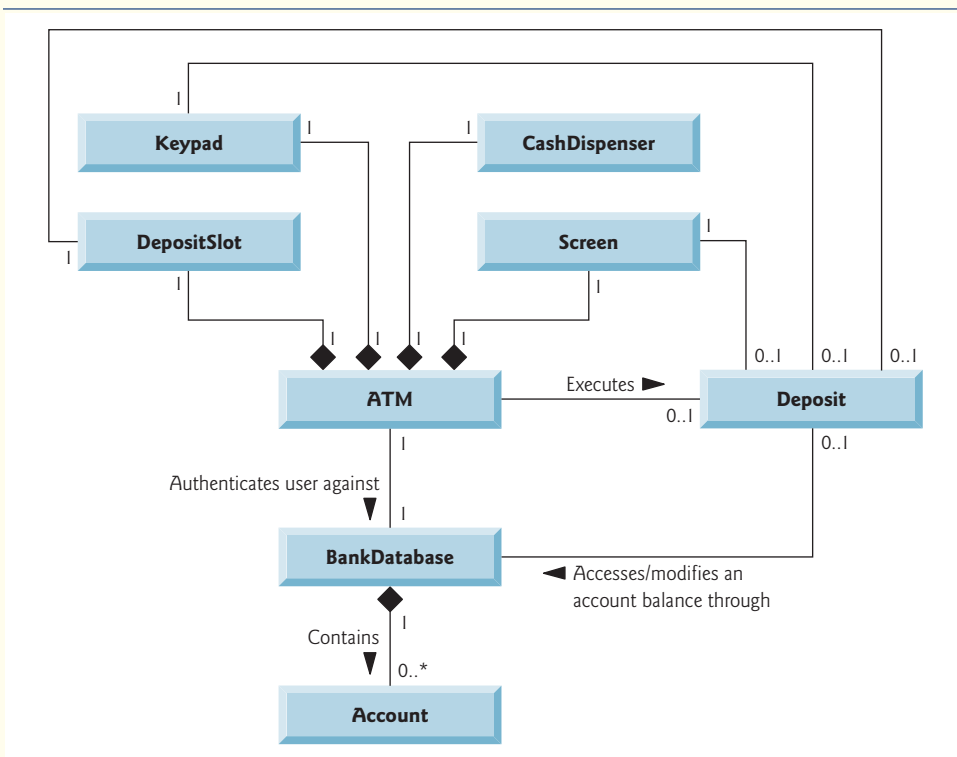 1
Keypad
1
1
CashDispenser
DepositSlot
1
1
Screen
1
1
1
1
1
1
0..1
0..1
0..1
ATM
Executes
0..1
Deposit
1
0..1
Authenticates user against
1
BankDatabase
Accesses/modifies an
account balance through
1
Contains
0..*
Account